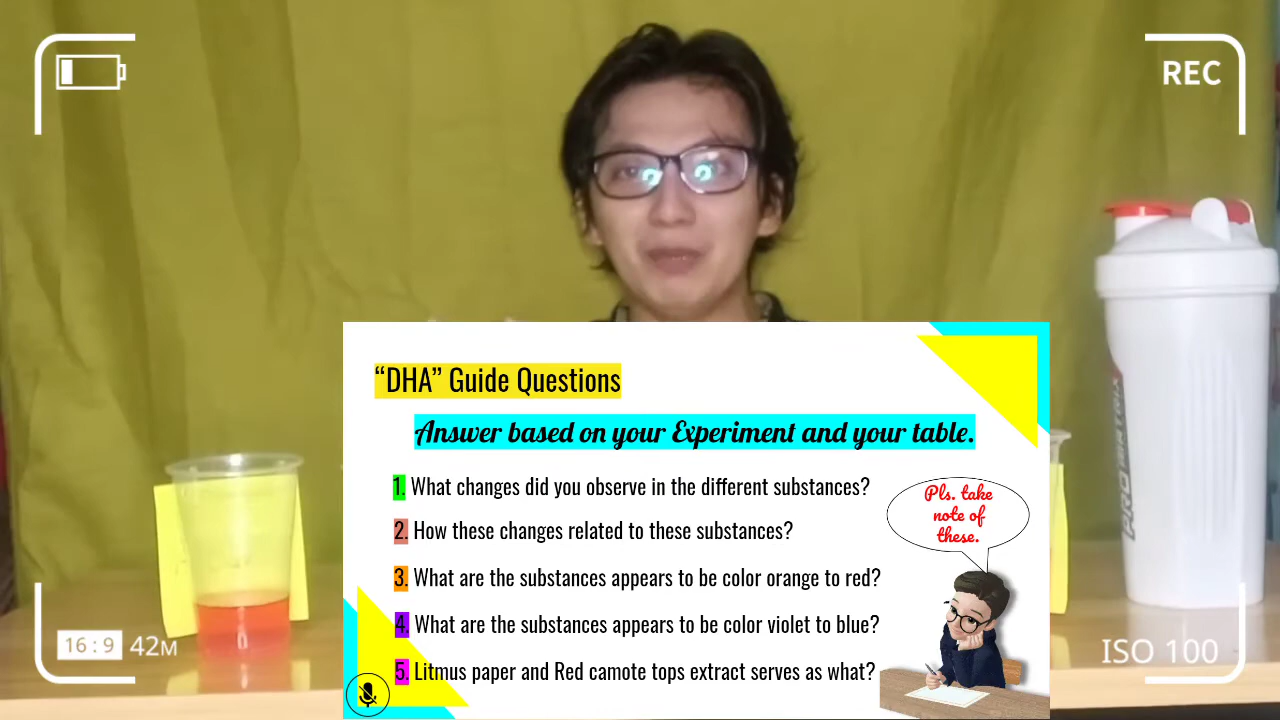 REC
“DHA” Guide Questions
Answer based on your Experiment and your table.
1. What changes did you observe in the different substances?
2. How these changes related to these substances?
3. What are the substances appears to be color orange to red?
4. What are the substances appears to be color violet to blue?
5. Litmus paper and Red camote tops extract serves as what?
Pls. take
note of
these.
PROMATRIX
16:9 42M
ISO 100